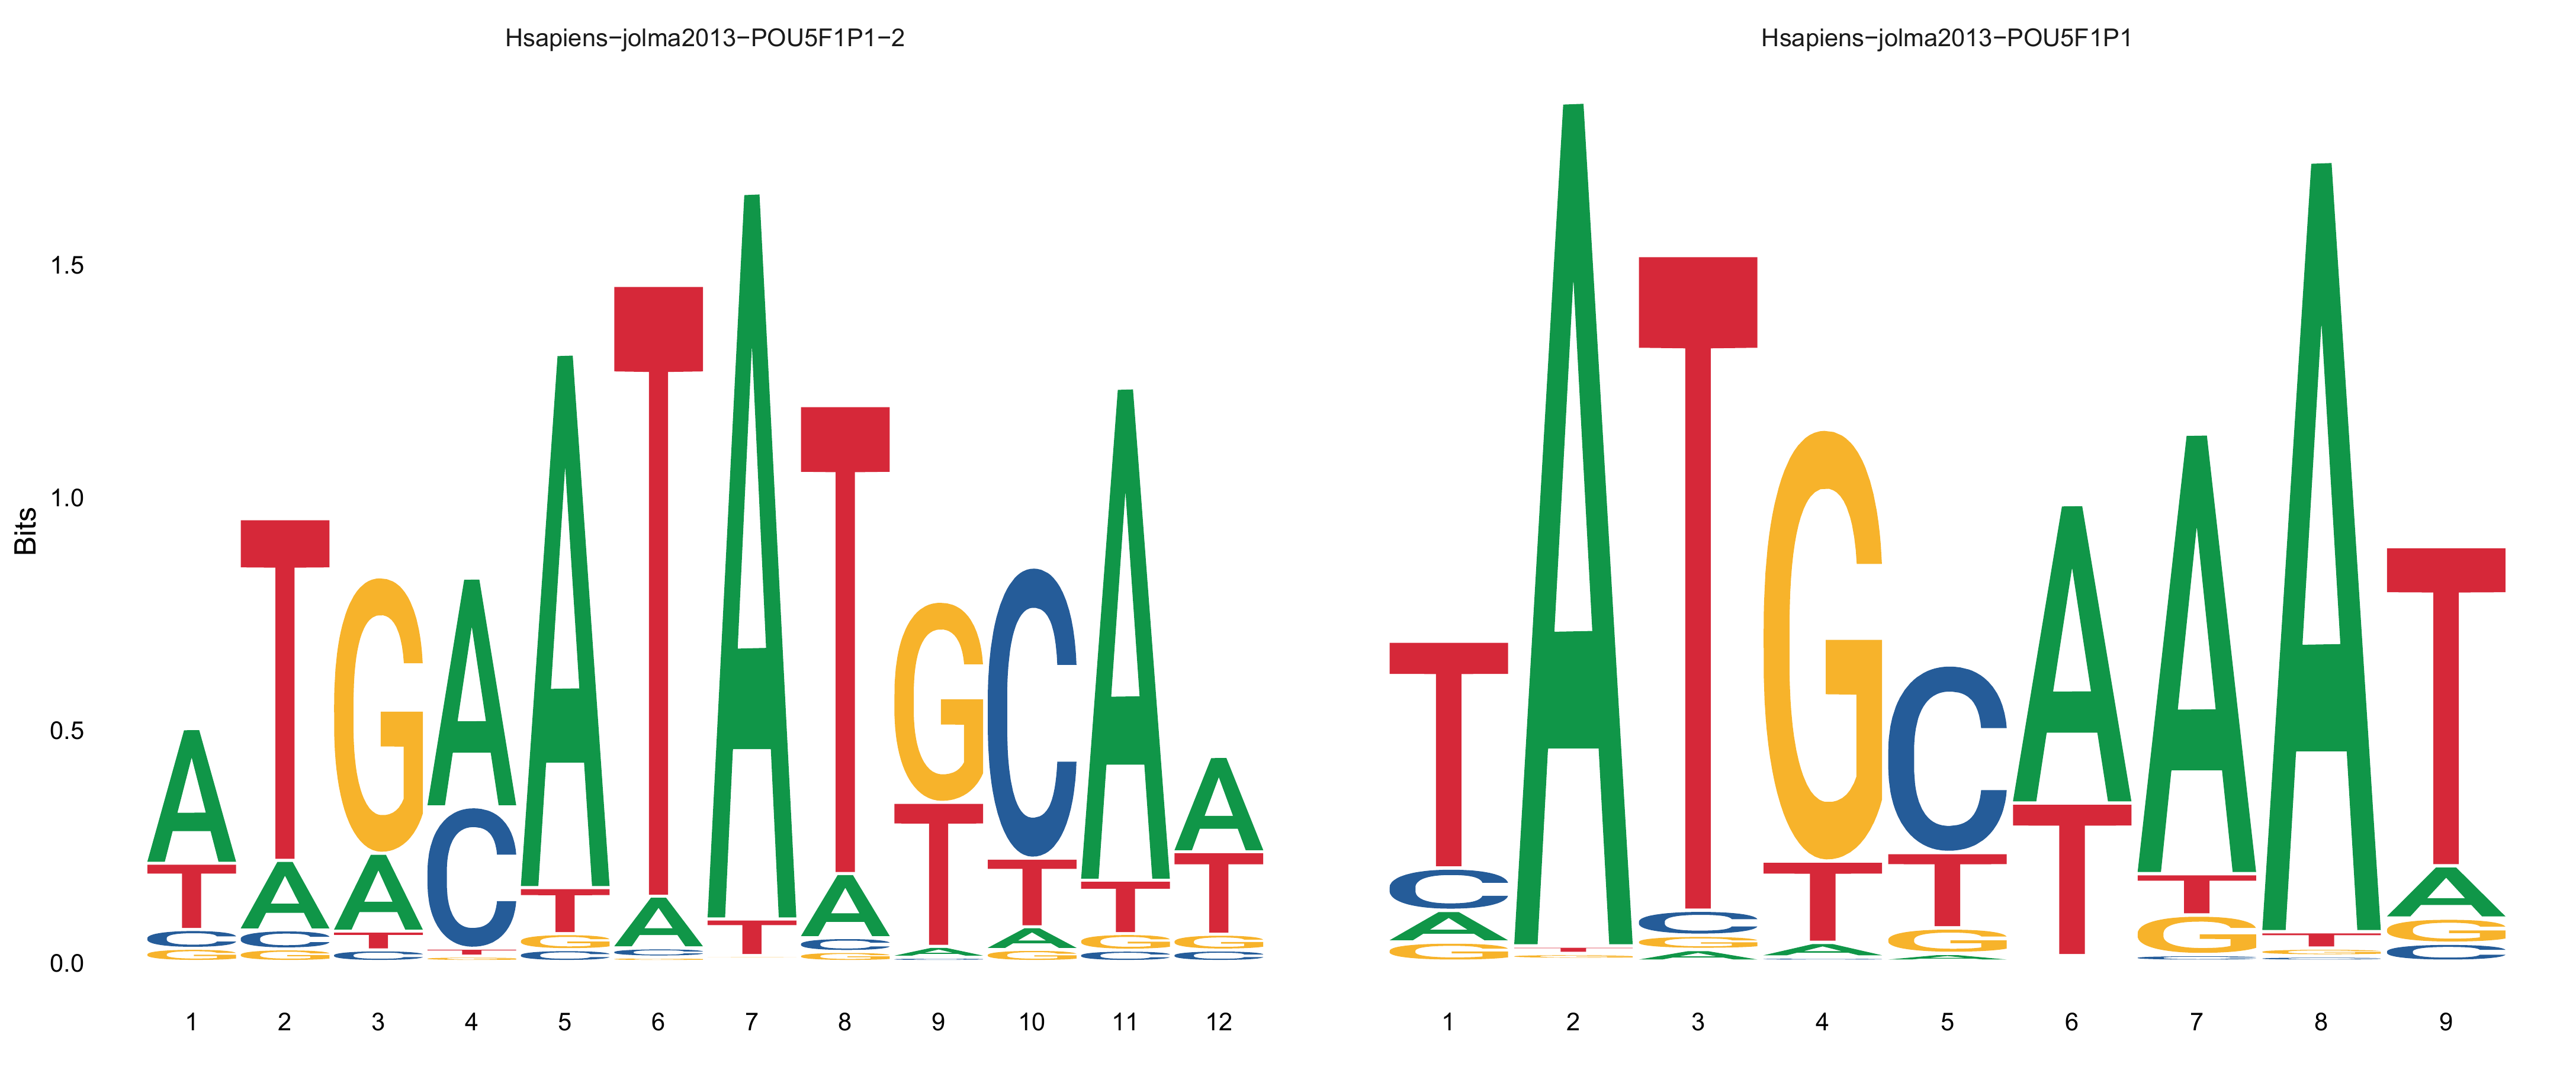 Hsapiens−jolma2013−POU5F1P1−2
Hsapiens−jolma2013−POU5F1P1
Bits
1.5
1.0
0.5
0.0
A T G A A T A T G C A A
T A A C T A T A T T T T
C C T T G C A A A G G
G G C G C G G C C
1 2 3 4 5 6 7 8 9 10 11 12
T A T G C A A A T
C T C T T T T T A
A G A G G G
G A A C
1 2 3 4 5 6 7 8 9